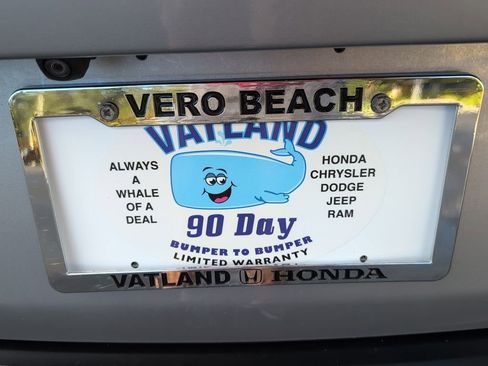 VERO BEACH
VATLAND
ALWAYS
A
WHALE
OF A
DEAL
HONDA
CHRYSLER
DODGE
JEEP
RAM
90 Day
BUMPER TO BUMPER
LIMITED WARRANTY
VATLAND HONDA